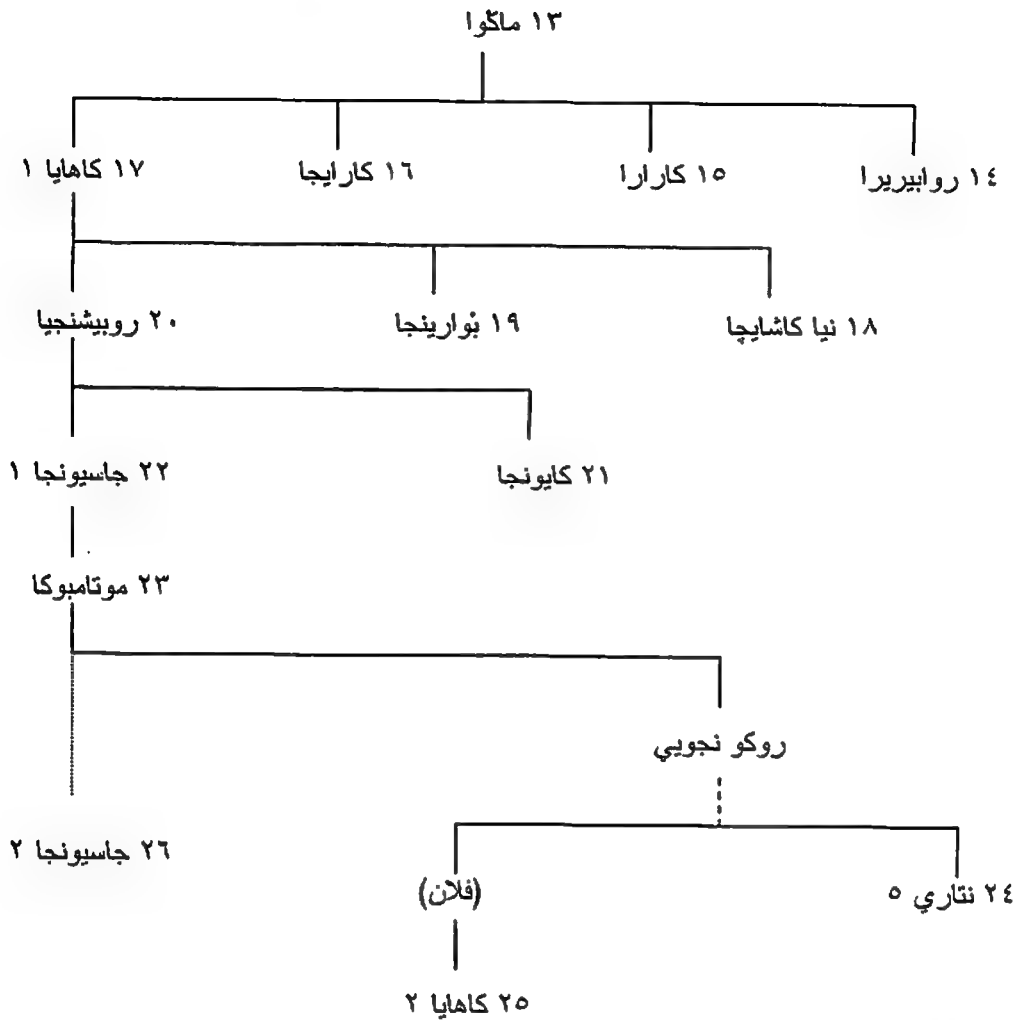 ١٣ ماڭوا
١٤ روابيريرا
١٥ كارارا
١٦ كارايجا
١٧ كاهايا ١
١٨ نيا كاشايچا
١٩ بْوارينجا
٢٠ روبيشنجيا
٢١ كايونجا
٢٢ جاسيونجا ١
٢٣ موتامبوكا
روكو نجويي
٢٤ نتاري ٥
(فلان)
٢٦ جاسيونجا ٢
٢٥ كاهايا ٢